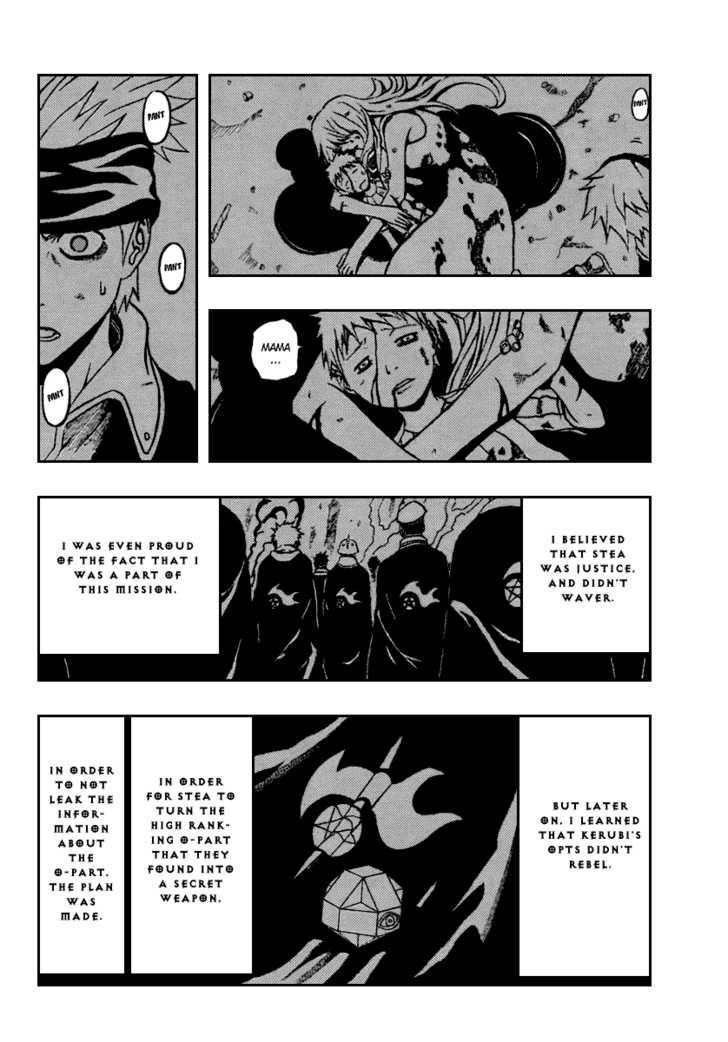 PANT
MAMA
...
PANT
PANT
PANT
I BELIEVED
THAT STEA
WAS JUSTICE,
AND DIDN'T
WAVER.
I WAS EVEN PROUD
OF THE FACT THAT I
WAS A PART OF
THIS MISSION.
BUT LATER
ON, I LEARNED
THAT KERUBI'S
OPTS DIDN'T
REBEL.
IN ORDER
FOR STEA TO
TURN THE
HIGH RANK-
ING O-PART
THAT THEY
FOUND INTO
A SECRET
WEAPON,
IN ORDER
TO NOT
LEAK THE
INFOR-
MATION
ABOUT
THE
O-PART,
THE PLAN
WAS
MADE.